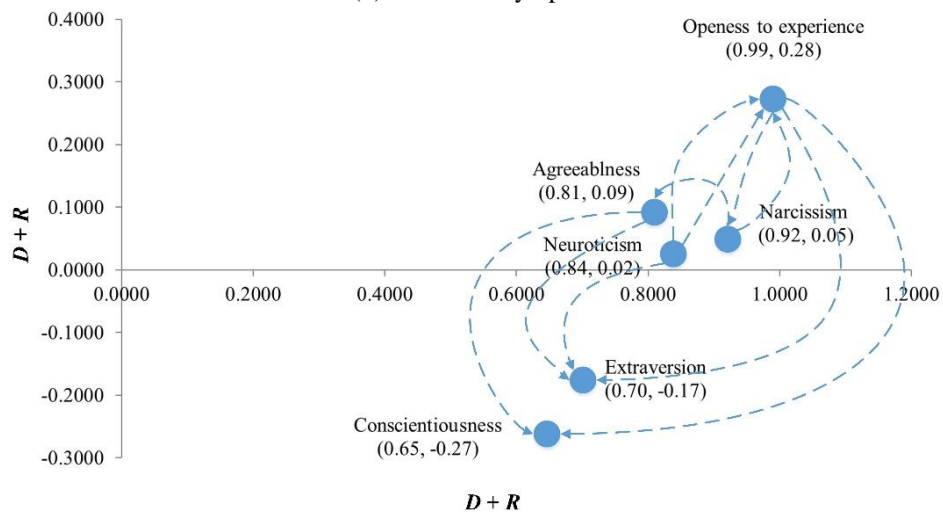 0.4000
0.3000
0.2000
0.1000
0.0000
-0.1000
-0.2000
-0.3000
D + R
Openess to experience
(0.99, 0.28)
Agreeablness
(0.81, 0.09)
Narcissism
(0.92, 0.05)
Neuroticism
(0.84, 0.02)
0.0000 0.2000 0.4000 0.6000 0.8000 1.0000 1.2000
Extraversion
(0.70, -0.17)
Conscientiousness
(0.65, -0.27)
D + R